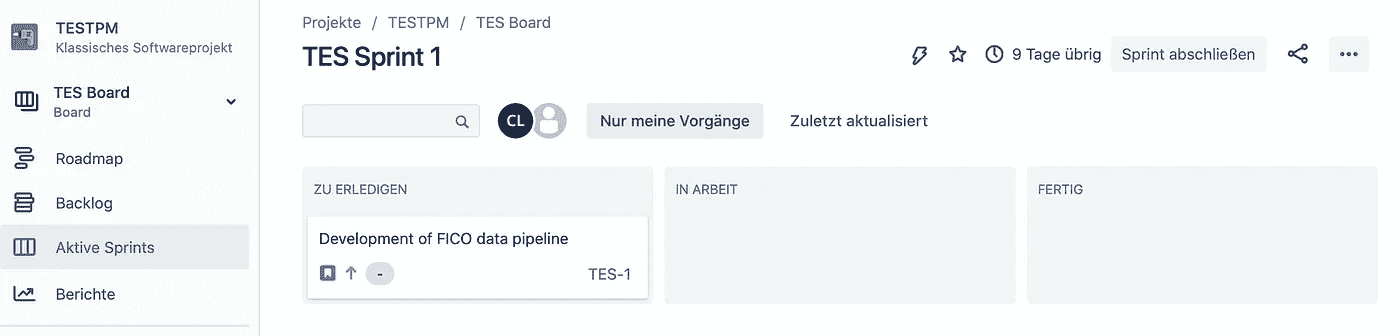 TESTPM
Klassisches Softwareprojekt
TES Board
Board
Roadmap
Backlog
Aktive Sprints
Berichte
Projekte / TESTPM / TES Board
TES Sprint 1
9 Tage übrig
Sprint abschließen
CL
Nur meine Vorgänge
Zuletzt aktualisiert
ZU ERLEDIGEN
Development of FICO data pipeline
-
TES-1
IN ARBEIT
FERTIG